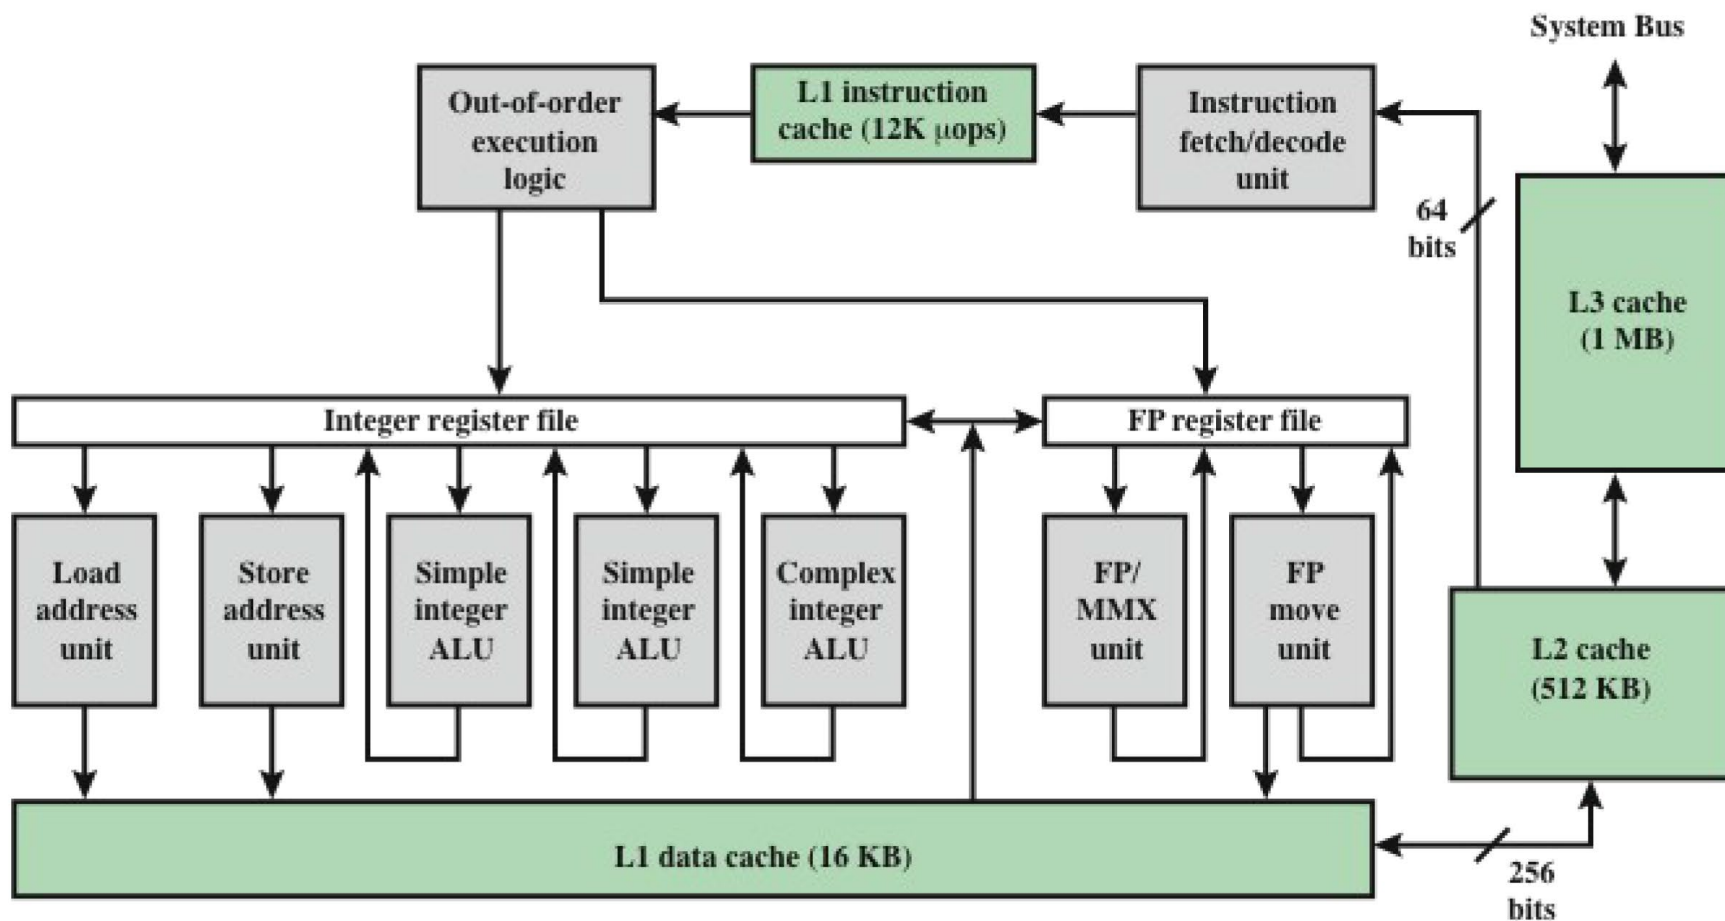 System Bus
Out-of-order
execution
logic
L1 instruction
cache (12K μops)
Instruction
fetch/decode
unit
64
bits
L3 cache
(1 MB)
Integer register file
FP register file
Load
address
unit
Store
address
unit
Simple
integer
ALU
Simple
integer
ALU
Complex
integer
ALU
FP/
MMX
unit
FP
move
unit
L2 cache
(512 KB)
L1 data cache (16 KB)
256
bits